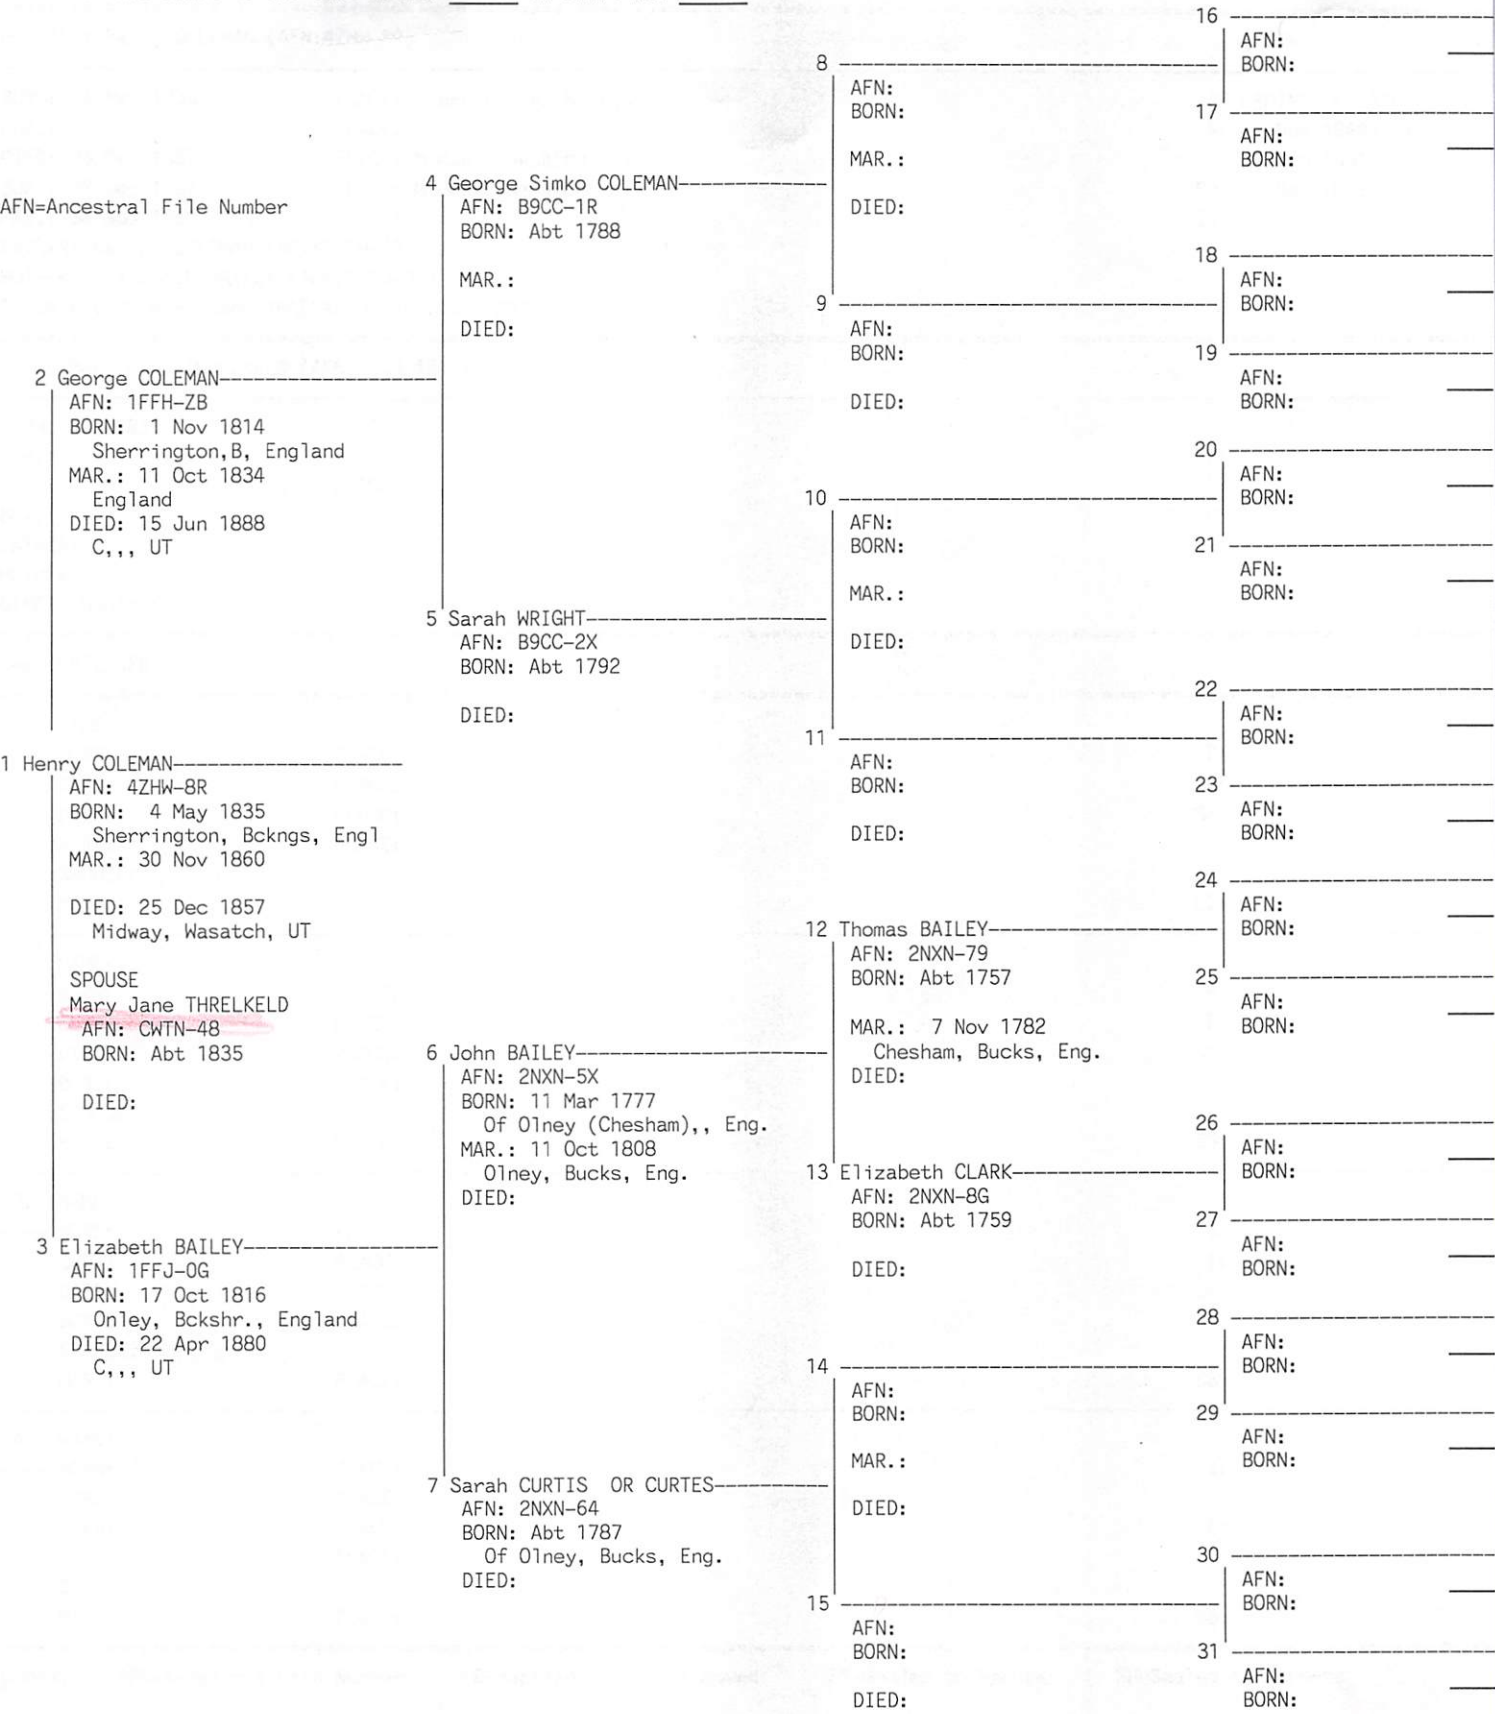 AFN=Ancestral File Number
1 Henry COLEMAN
AFN: 4ZHW-8R
BORN: 4 May 1835
Sherrington, Bckngs, Engl
MAR.: 30 Nov 1860
DIED: 25 Dec 1857
Midway, Wasatch, UT
SPOUSE
Mary Jane THRELKELD
AFN: CWTN-48
BORN: Abt 1835
DIED:
2 George COLEMAN
AFN: 1FFH-ZB
BORN: 1 Nov 1814
Sherrington,B, England
MAR.: 11 Oct 1834
England
DIED: 15 Jun 1888
C,,, UT
3 Elizabeth BAILEY
AFN: 1FFJ-0G
BORN: 17 Oct 1816
Onley, Bckshr., England
DIED: 22 Apr 1880
C,,, UT
4 George Simko COLEMAN
AFN: B9CC-1R
BORN: Abt 1788
MAR.:
DIED:
5 Sarah WRIGHT
AFN: B9CC-2X
BORN: Abt 1792
DIED:
6 John BAILEY
AFN: 2NXN-5X
BORN: 11 Mar 1777
Of Olney (Chesham),, Eng.
MAR.: 11 Oct 1808
Olney, Bucks, Eng.
DIED:
7 Sarah CURTIS OR CURTES
AFN: 2NXN-64
BORN: Abt 1787
Of Olney, Bucks, Eng.
DIED:
8
AFN:
BORN:
MAR.:
DIED:
9
AFN:
BORN:
DIED:
10
AFN:
BORN:
MAR.:
DIED:
11
AFN:
BORN:
DIED:
12 Thomas BAILEY
AFN: 2NXN-79
BORN: Abt 1757
MAR.: 7 Nov 1782
Chesham, Bucks, Eng.
DIED:
13 Elizabeth CLARK
AFN: 2NXN-8G
BORN: Abt 1759
DIED:
14
AFN:
BORN:
MAR.:
DIED:
15
AFN:
BORN:
DIED:
16
AFN:
BORN:
17
AFN:
BORN:
18
AFN:
BORN:
19
AFN:
BORN:
20
AFN:
BORN:
21
AFN:
BORN:
22
AFN:
BORN:
23
AFN:
BORN:
24
AFN:
BORN:
25
AFN:
BORN:
26
AFN:
BORN:
27
AFN:
BORN:
28
AFN:
BORN:
29
AFN:
BORN:
30
AFN:
BORN:
31
AFN:
BORN: